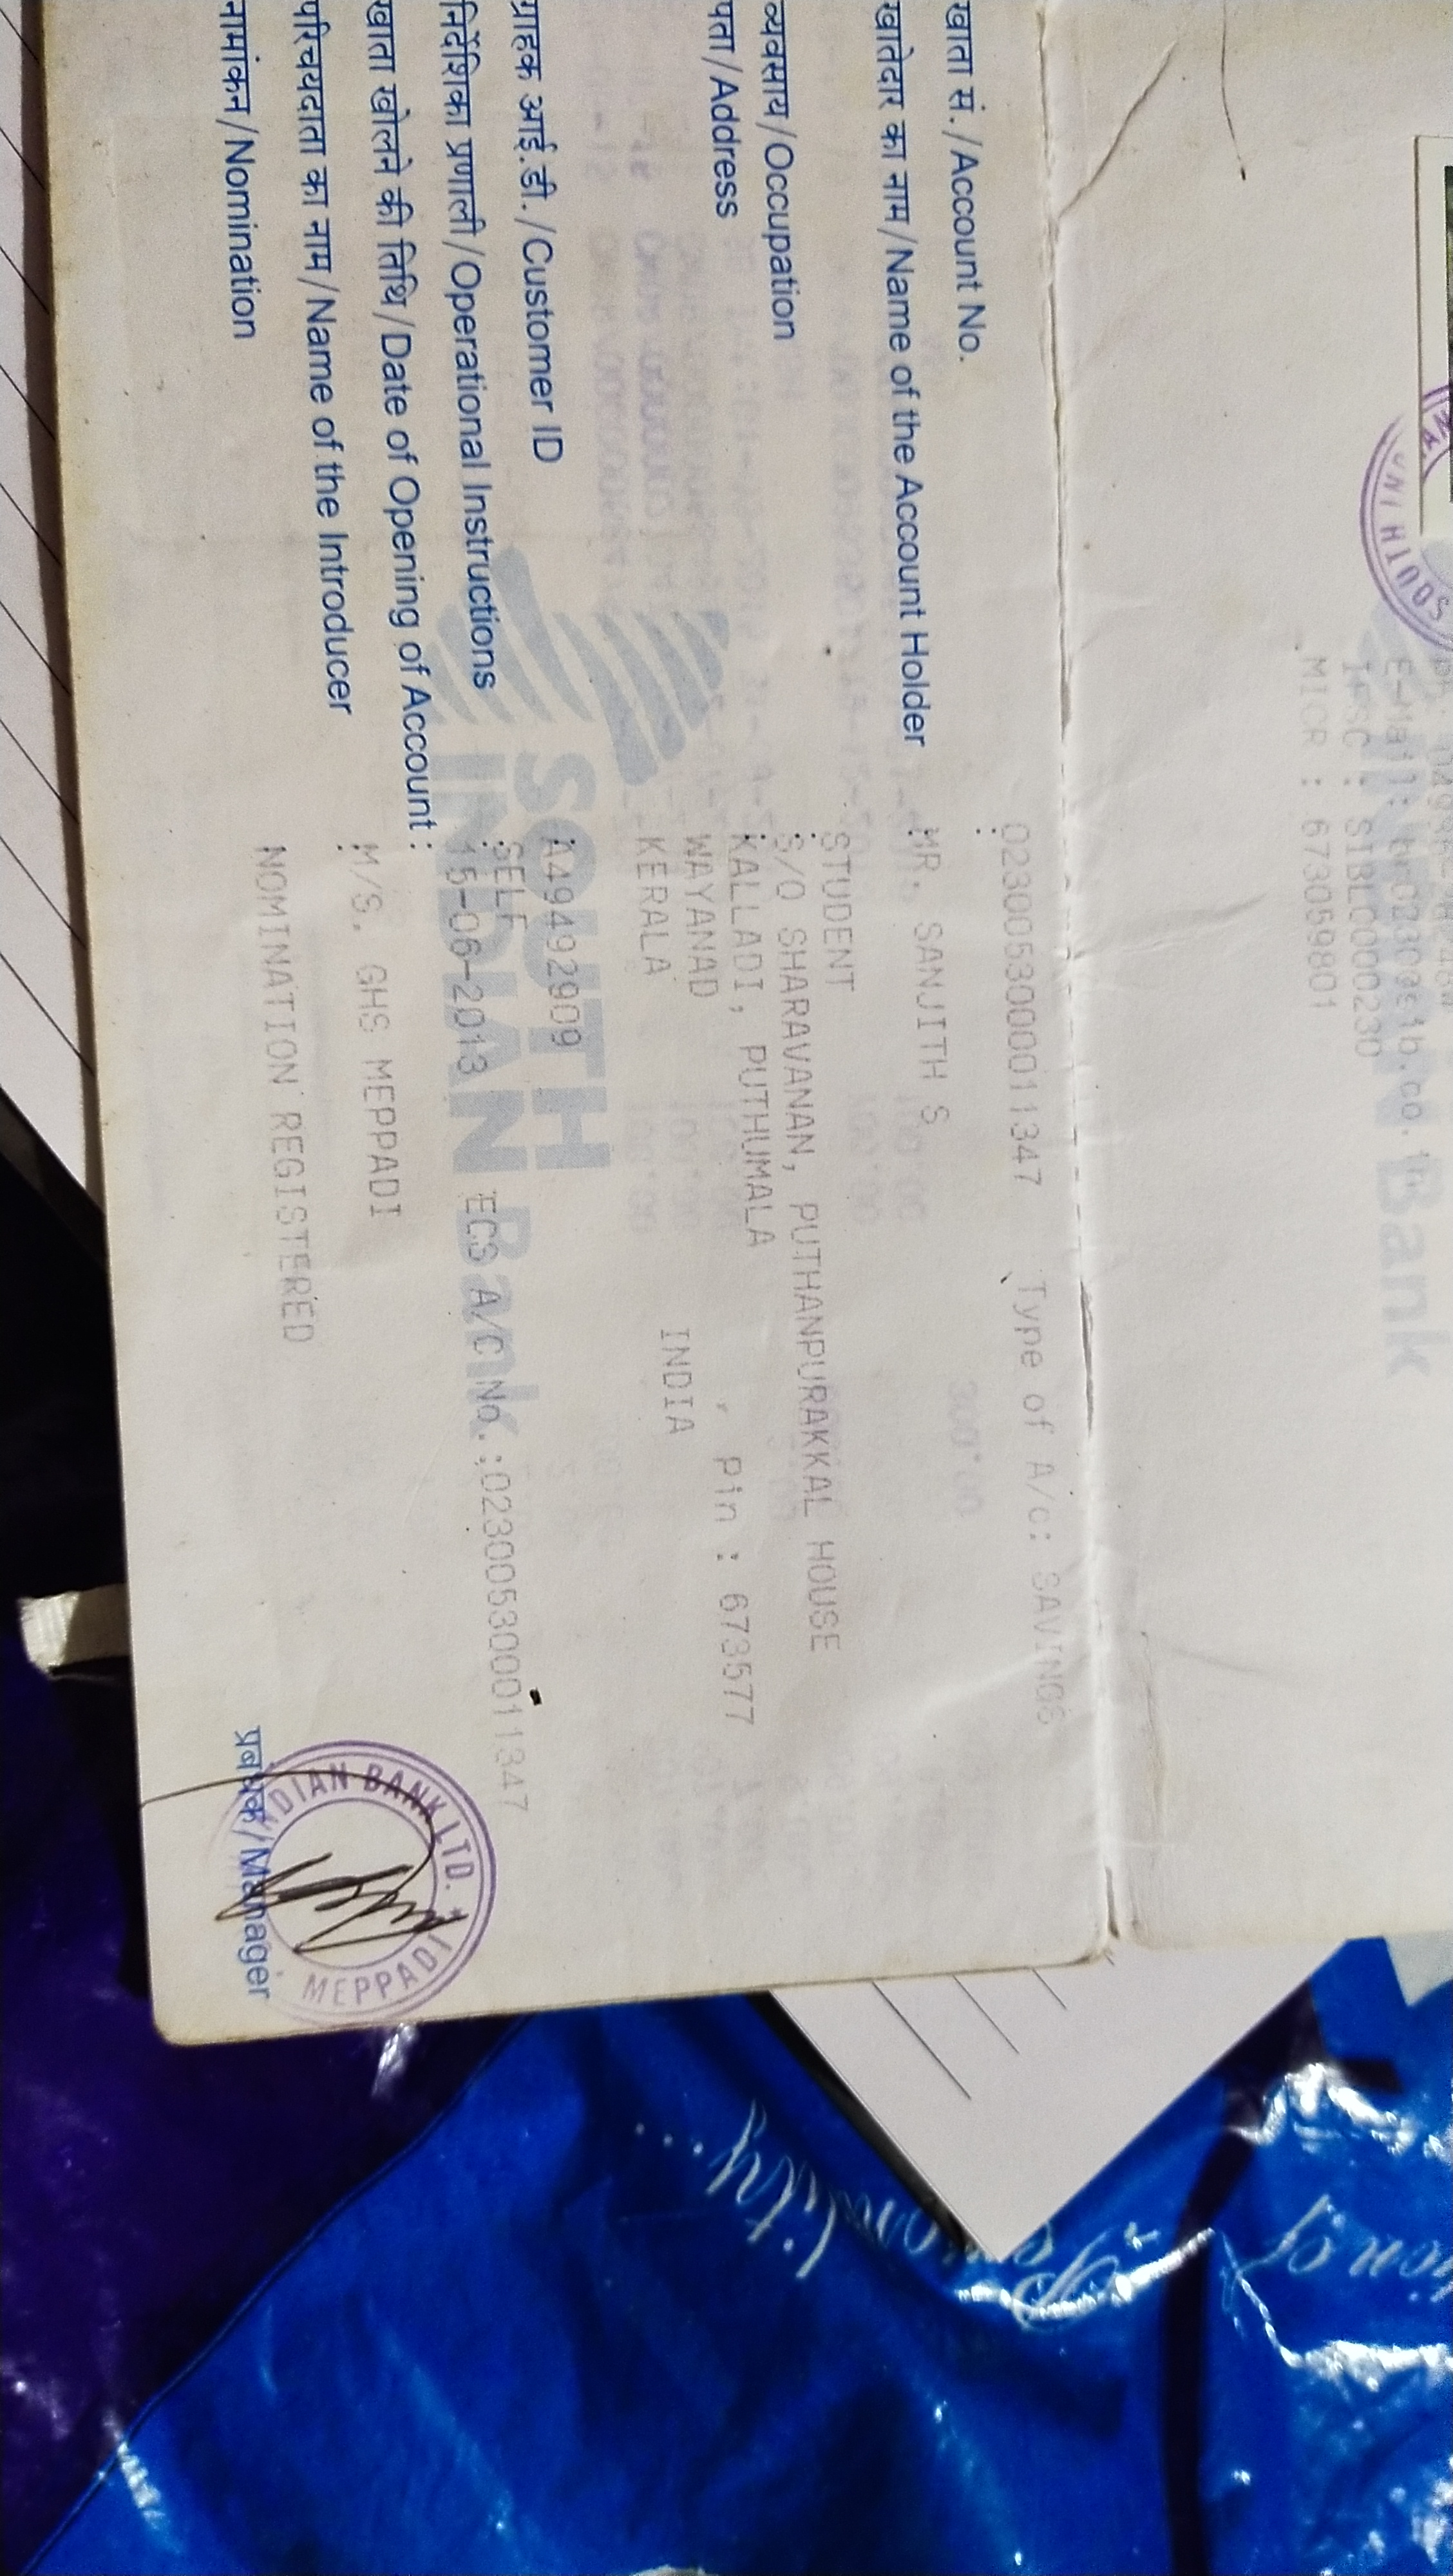 E-Mail: br0230@sib.co.in
IFSC : SIBL0000230
MICR : 673059801
SOUTH IN
Bank
खाता सं./Account No. : 0230053000011347 Type of A/c: SAVINGS
खातेदार का नाम/Name of the Account Holder : MR. SANJITH S
व्यवसाय/Occupation : STUDENT
पता/Address : S/O SHARAVANAN, PUTHANPURAKKAL HOUSE
KALLADI, PUTHUMALA
WAYANAD , Pin : 673577
KERALA INDIA
ग्राहक आई.डी./Customer ID : A49492909
निर्देशिका प्रणाली/Operational Instructions : SELF
खाता खोलने की तिथि/Date of Opening of Account : 15-06-2013 ECS A/C No. :0230053000011347
परिचयदाता का नाम/Name of the Introducer : M/S. GHS MEPPADI
नामांकन/Nomination NOMINATION REGISTERED
SOUTH
INDIAN Bank
DIAN BANK LTD. * MEPPADI
प्रबंधक/Manager